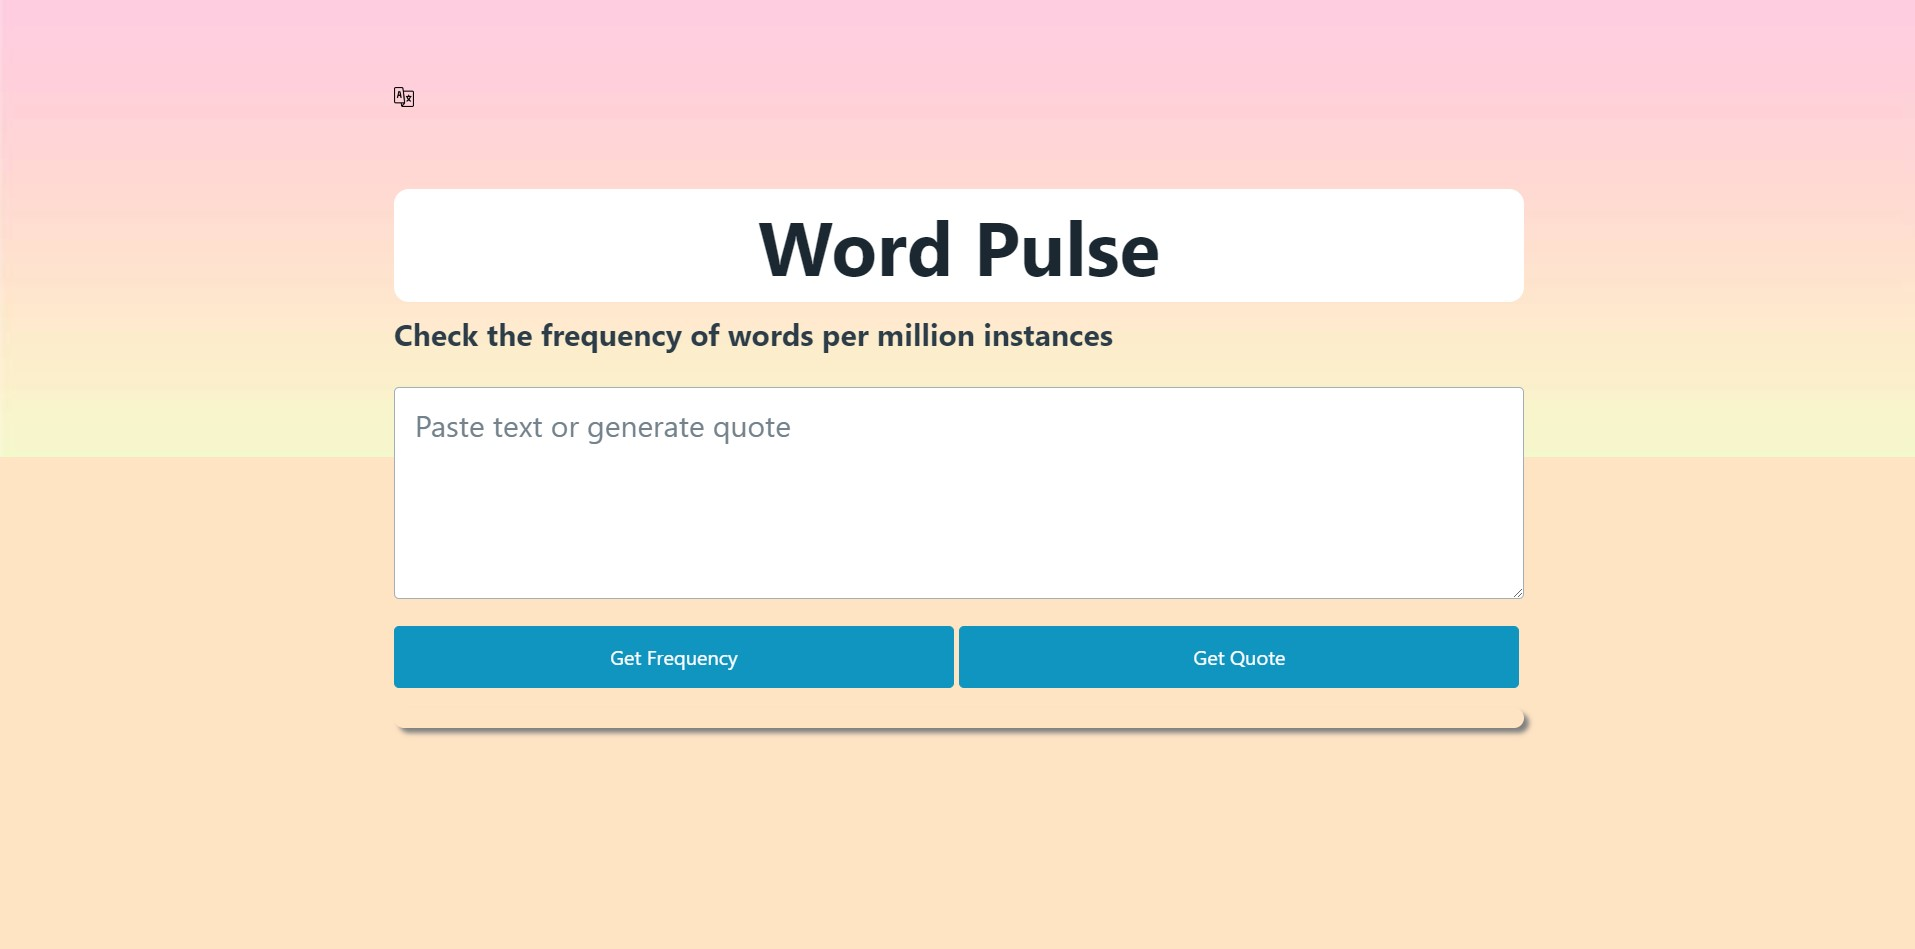 Word Pulse
Check the frequency of words per million instances
Paste text or generate quote
Get Frequency
Get Quote